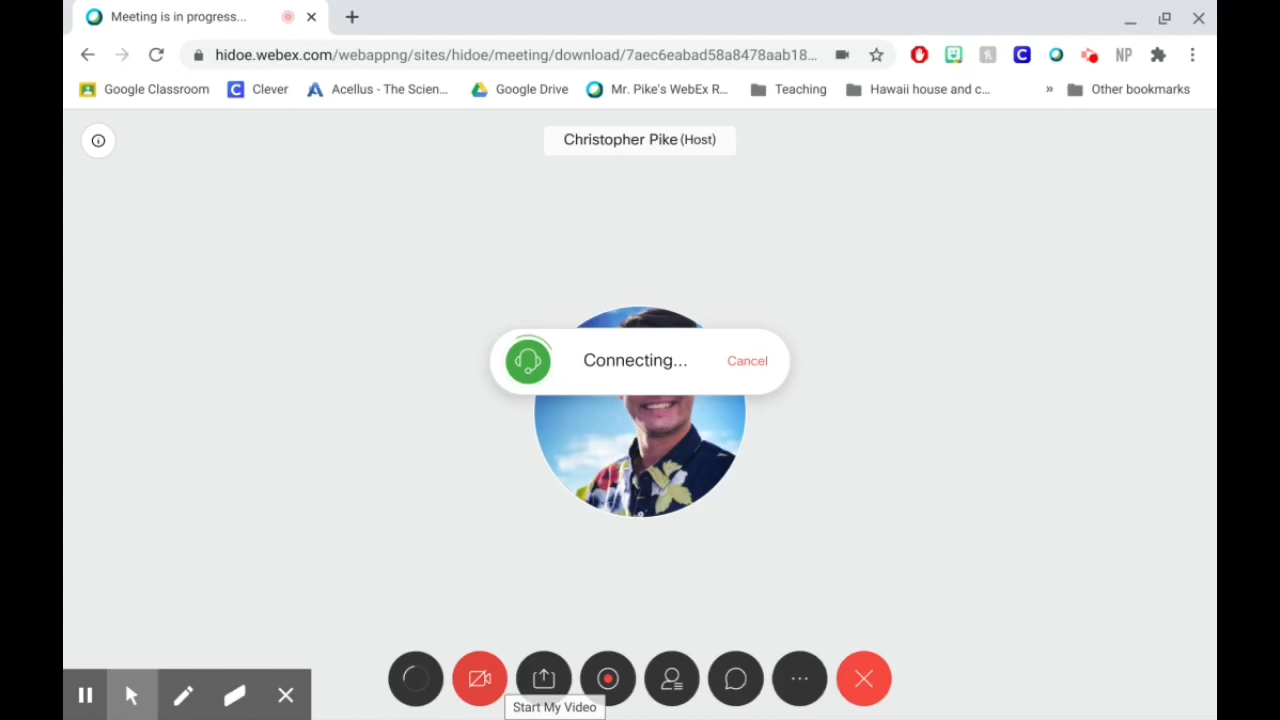 Meeting is in progress...
hidoe.webex.com/webappng/sites/hidoe/meeting/download/7aec6eabad58a8478aab18...
NP
Google Classroom
C Clever
Acellus - The Scien...
Google Drive
Mr. Pike's WebEx R...
Teaching
Hawaii house and c...
»
Other bookmarks
Christopher Pike (Host)
Connecting...
Cancel
Start My Video